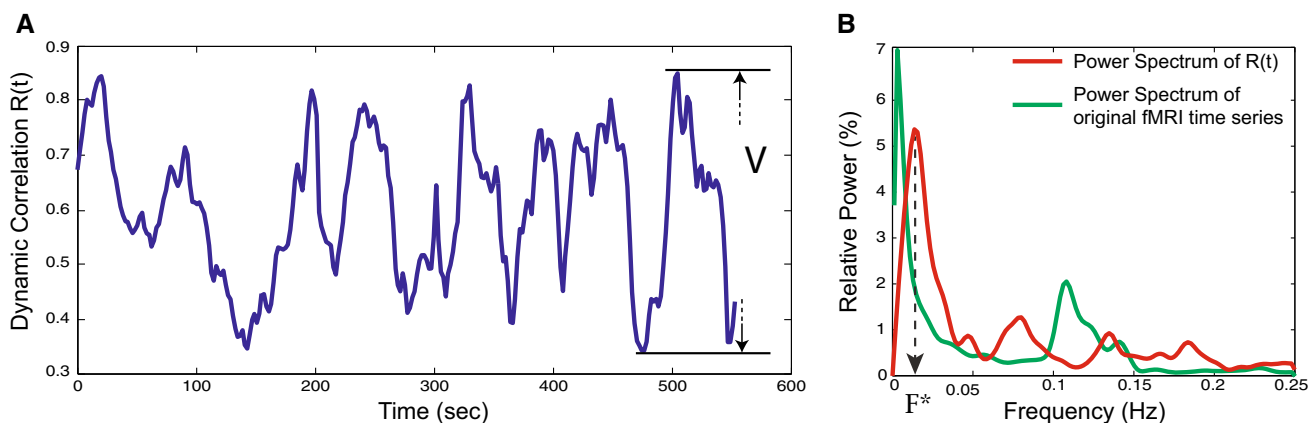 A
Dynamic Correlation R(t)
0.9
0.8
0.7
0.6
0.5
0.4
0.3
0
100
200
300
400
500
600
Time (sec)
V
B
Relative Power (%)
7
6
5
4
3
2
1
0
0
0.05
0.1
0.15
0.2
0.25
F*
Frequency (Hz)
Power Spectrum of R(t)
Power Spectrum of
original fMRI time series